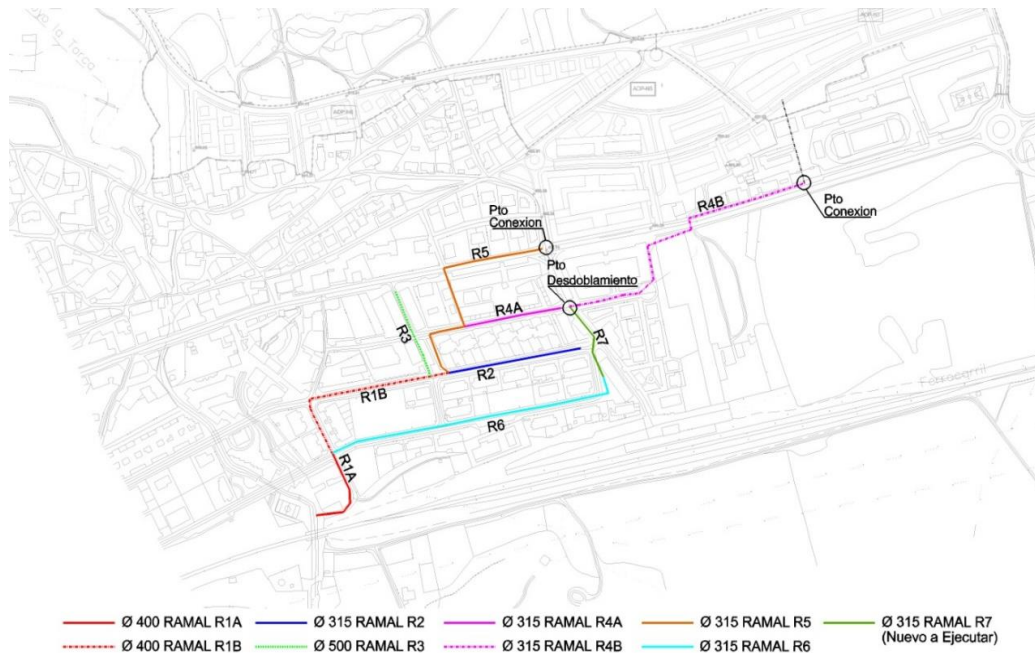 Pto
Conexion
R5
Pto
Desdoblamiento
R4A
R4B
Pto
Conexion
R3
R7
R2
R1B
R6
R1A
Ferrocarril
Ø 400 RAMAL R1A
Ø 315 RAMAL R2
Ø 315 RAMAL R4A
Ø 315 RAMAL R5
Ø 315 RAMAL R7
(Nuevo a Ejecutar)
Ø 400 RAMAL R1B
Ø 500 RAMAL R3
Ø 315 RAMAL R4B
Ø 315 RAMAL R6